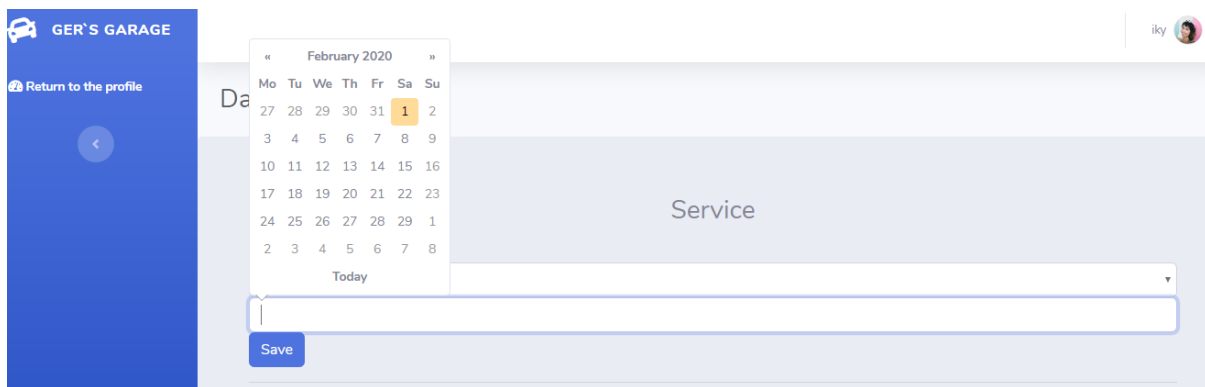 GER`S GARAGE
iky
Return to the profile
Da
« February 2020 »
Mo Tu We Th Fr Sa Su
27 28 29 30 31 1 2
3 4 5 6 7 8 9
10 11 12 13 14 15 16
17 18 19 20 21 22 23
24 25 26 27 28 29 1
2 3 4 5 6 7 8
Today
Service
Save